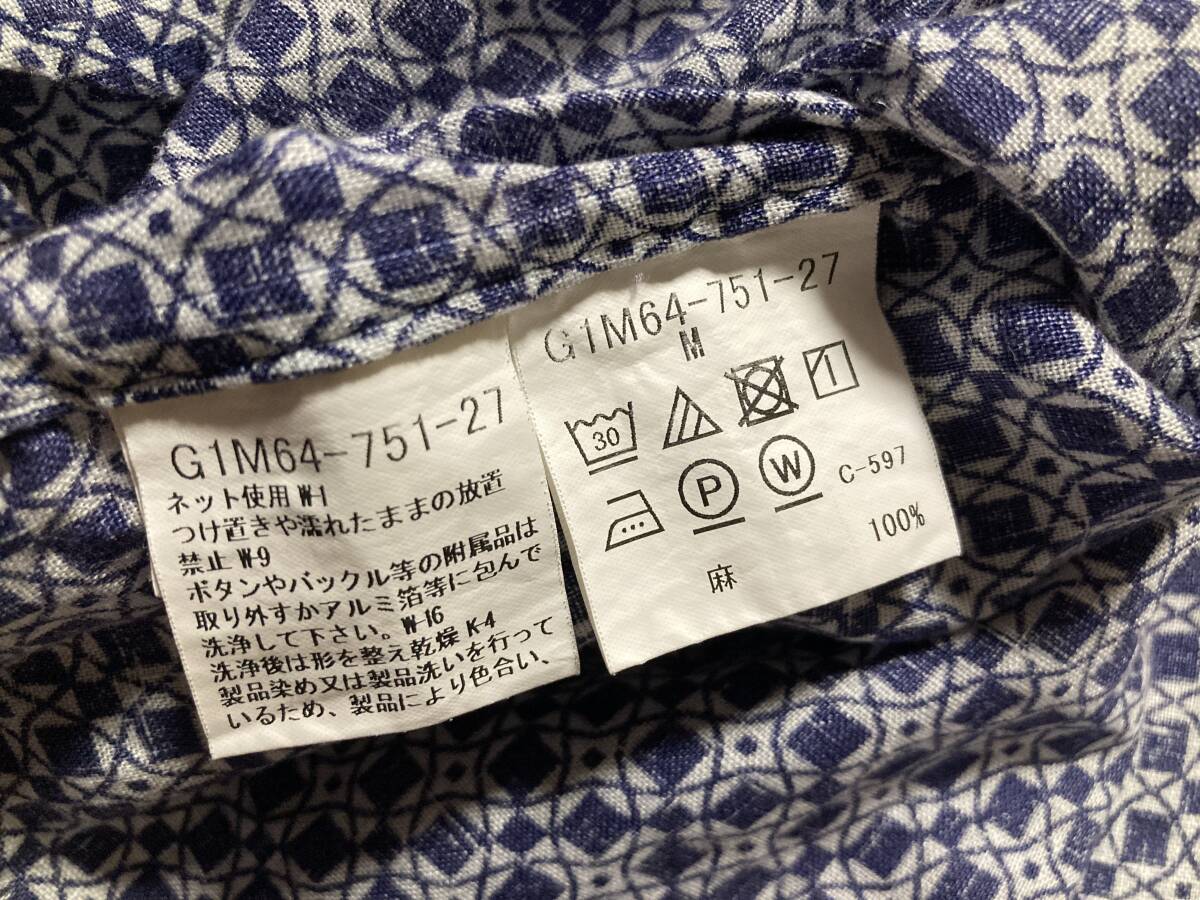 G1M64-751-27
ネット使用 W-1
つけ置きや濡れたままの放置
禁止 W-9
ボタンやバックル等の附属品は
取り外すかアルミ箔等に包んで
洗浄して下さい。W-16
洗浄後は形を整え乾燥 K-4
製品染め又は製品洗いを行って
いるため、製品により色合い、
G1M64-751-27
M
30
P
W
C-597
100%
麻